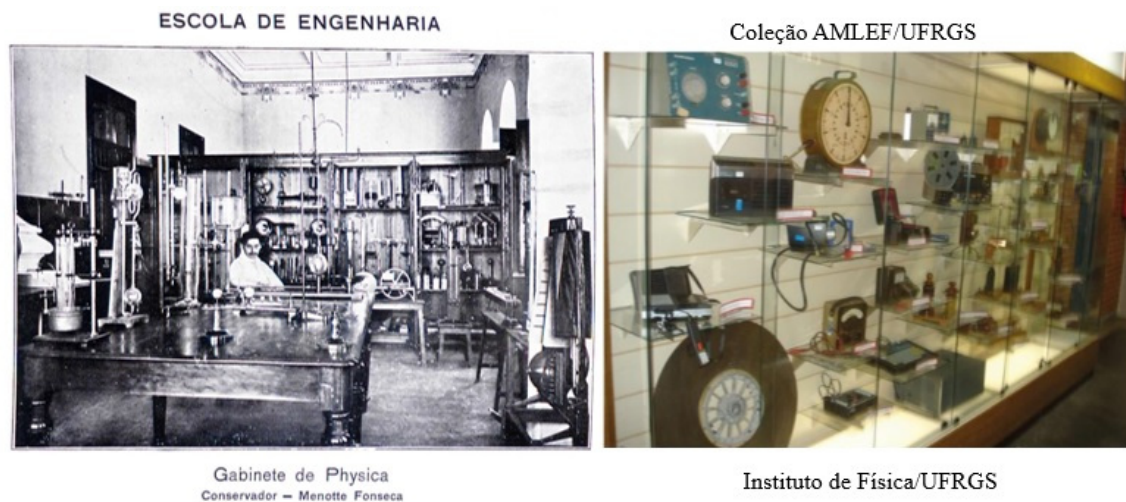 ESCOLA DE ENGENHARIA
Gabinete de Physica
Conservador — Menotte Fonseca
Coleção AMLEF/UFRGS
Instituto de Física/UFRGS